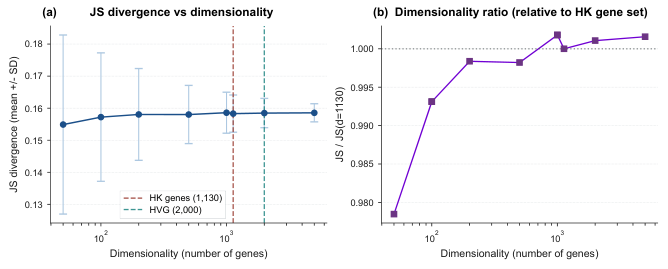 (a) JS divergence vs dimensionality
JS divergence (mean +/- SD)
0.18
0.17
0.16
0.15
0.14
0.13
HK genes (1,130)
HVG (2,000)
10²
10³
Dimensionality (number of genes)
(b) Dimensionality ratio (relative to HK gene set)
JS / JS(d=1130)
1.000
0.995
0.990
0.985
0.980
10²
10³
Dimensionality (number of genes)